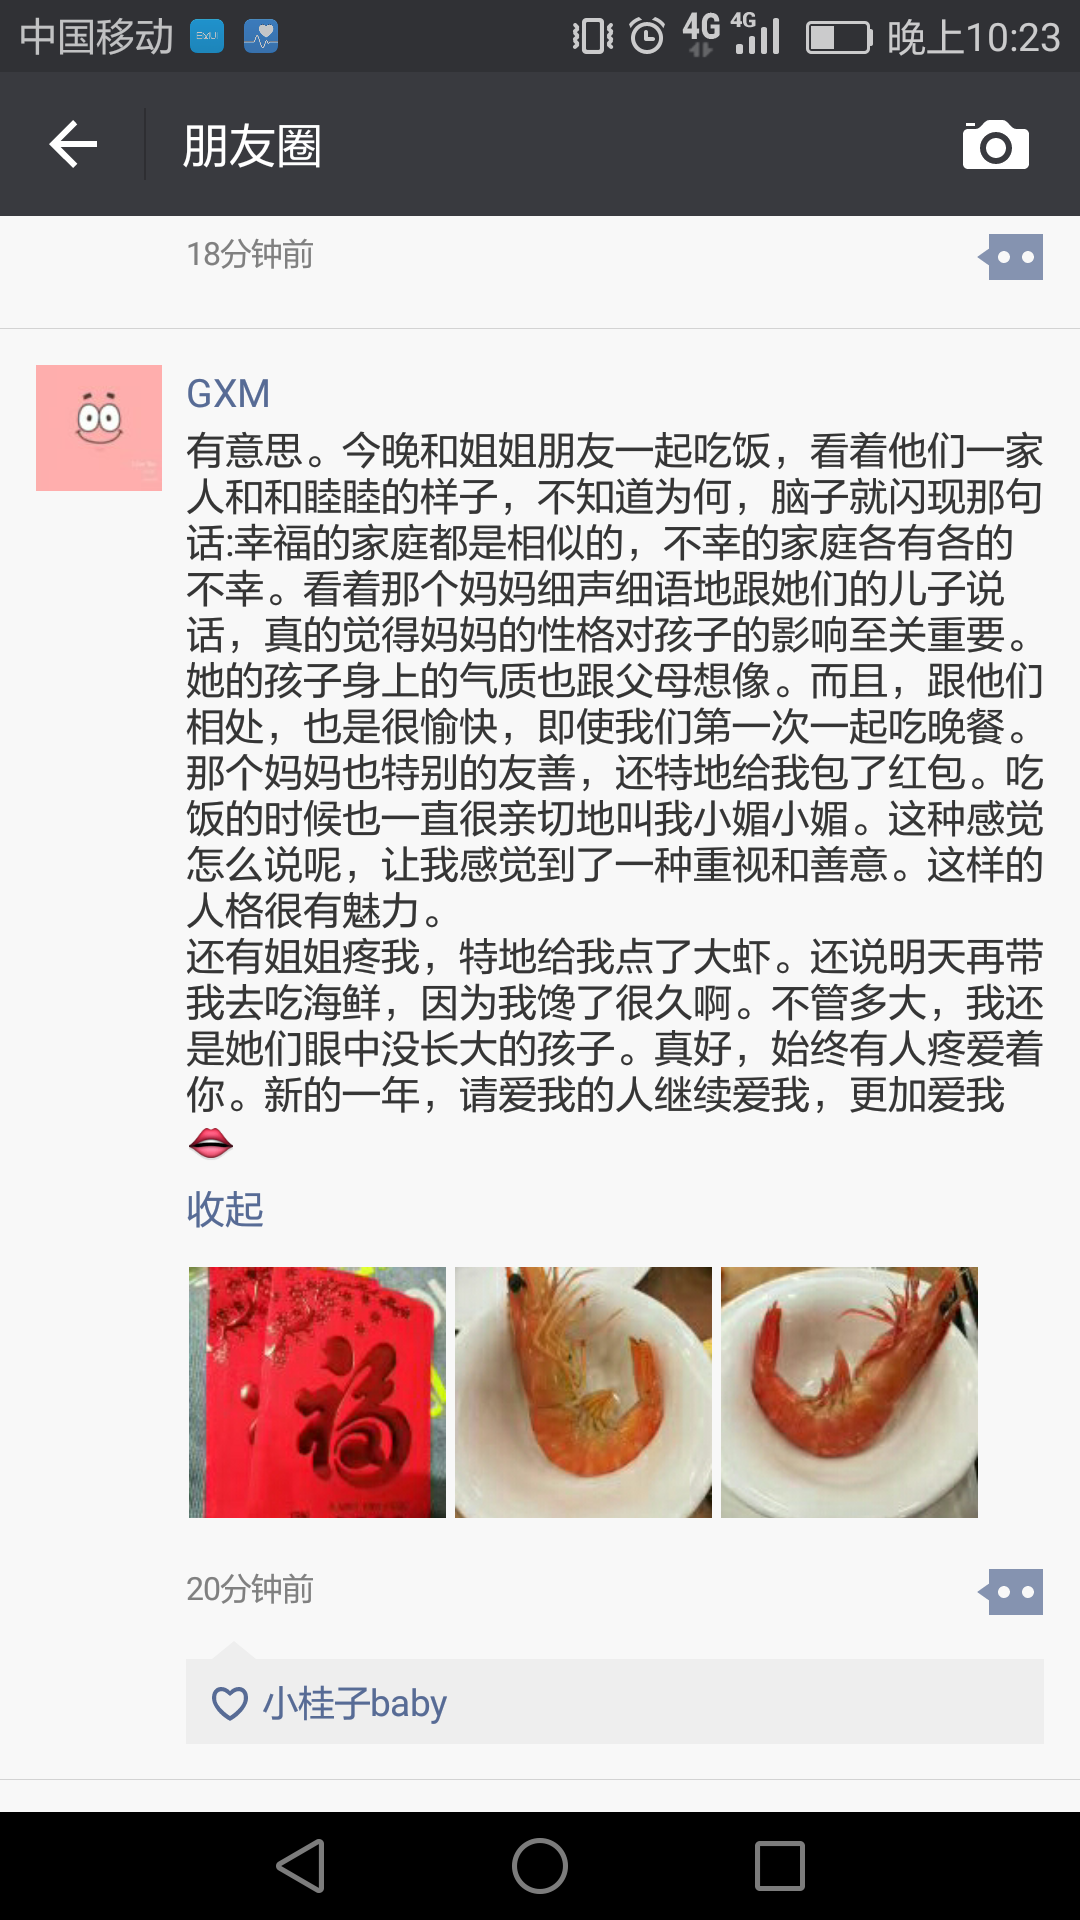 中国移动 EMUI 4G 4G 晚上10:23
朋友圈
18分钟前
GXM
有意思。今晚和姐姐朋友一起吃饭，看着他们一家
人和和睦睦的样子，不知道为何，脑子就闪现那句
话:幸福的家庭都是相似的，不幸的家庭各有各的
不幸。看着那个妈妈细声细语地跟她们的儿子说
话，真的觉得妈妈的性格对孩子的影响至关重要。
她的孩子身上的气质也跟父母想像。而且，跟他们
相处，也是很愉快，即使我们第一次一起吃晚餐。
那个妈妈也特别的友善，还特地给我包了红包。吃
饭的时候也一直很亲切地叫我小媚小媚。这种感觉
怎么说呢，让我感觉到了一种重视和善意。这样的
人格很有魅力。
还有姐姐疼我，特地给我点了大虾。还说明天再带
我去吃海鲜，因为我馋了很久啊。不管多大，我还
是她们眼中没长大的孩子。真好，始终有人疼爱着
你。新的一年，请爱我的人继续爱我，更加爱我
收起
福
20分钟前
小桂子baby